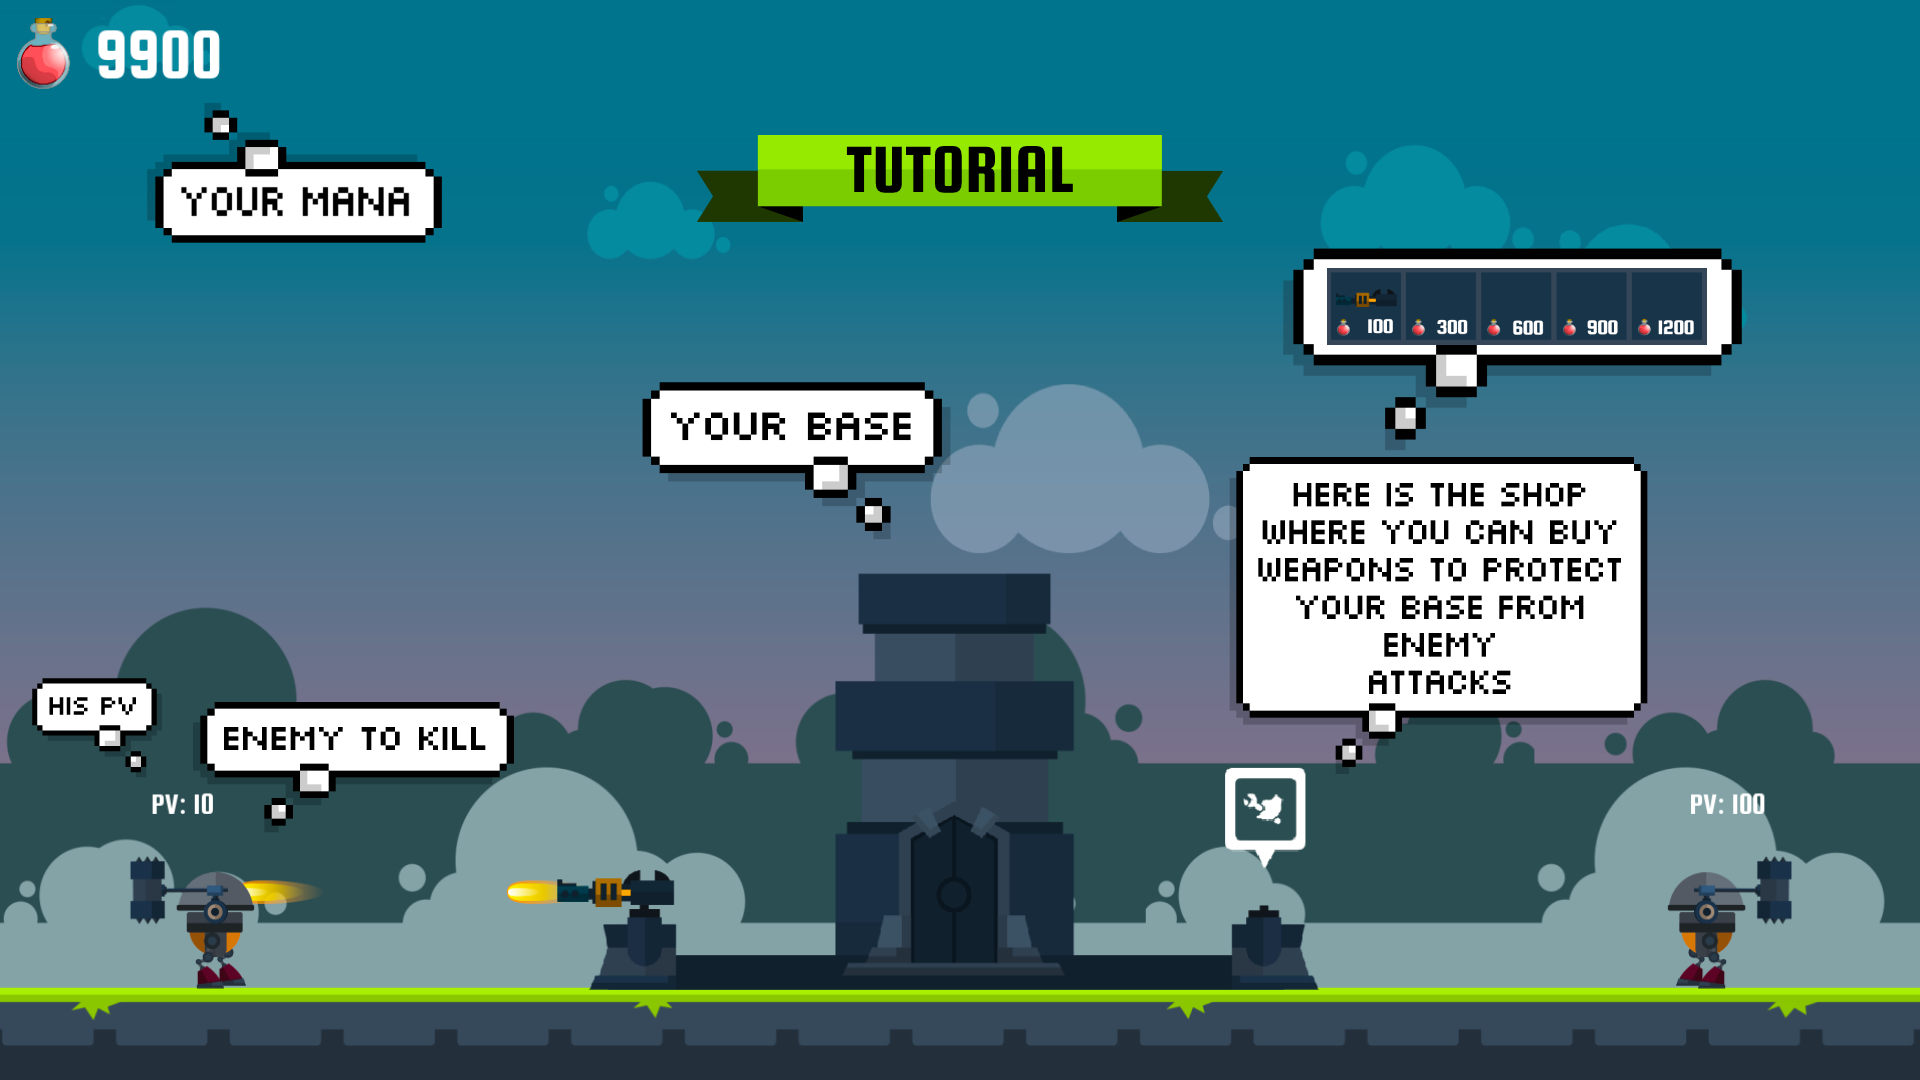 9900
YOUR MANA
TUTORIAL
100 300 600 900 1200
YOUR BASE
HERE IS THE SHOP
WHERE YOU CAN BUY
WEAPONS TO PROTECT
YOUR BASE FROM
ENEMY
ATTACKS
HIS PV
ENEMY TO KILL
PV: 10
PV: 100